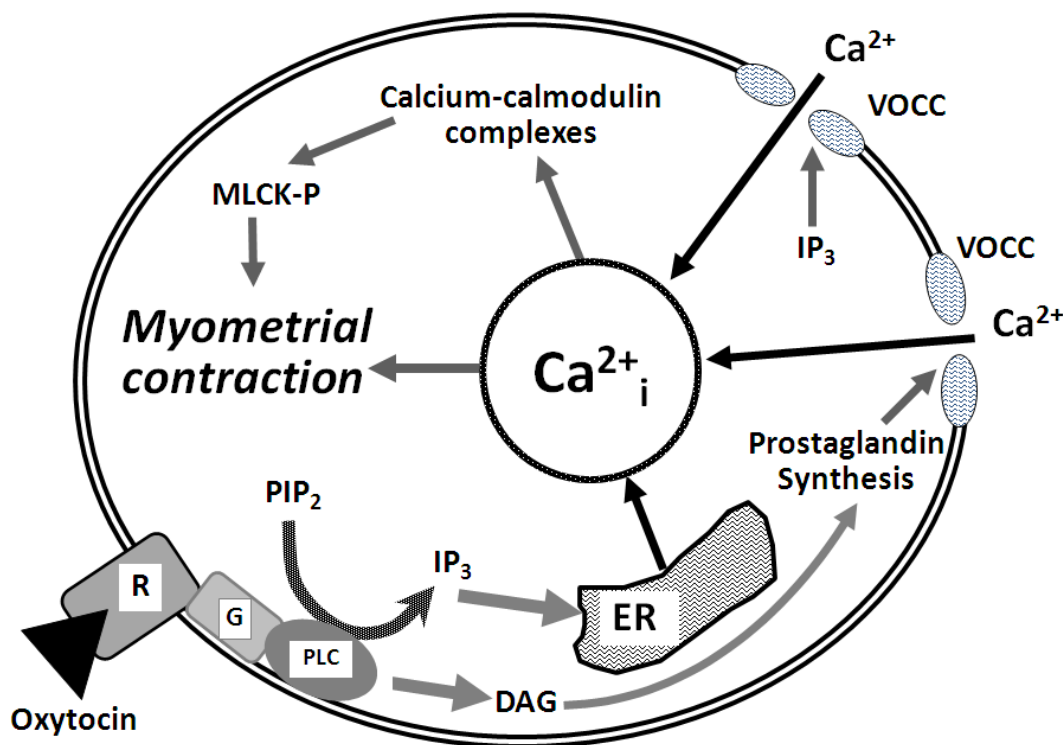 Ca²⁺
VOCC
Calcium-calmodulin
complexes
MLCK-P
IP₃
VOCC
Myometrial
contraction
Ca²⁺ᵢ
Ca²⁺
Prostaglandin
Synthesis
PIP₂
IP₃
R
G
PLC
ER
DAG
Oxytocin